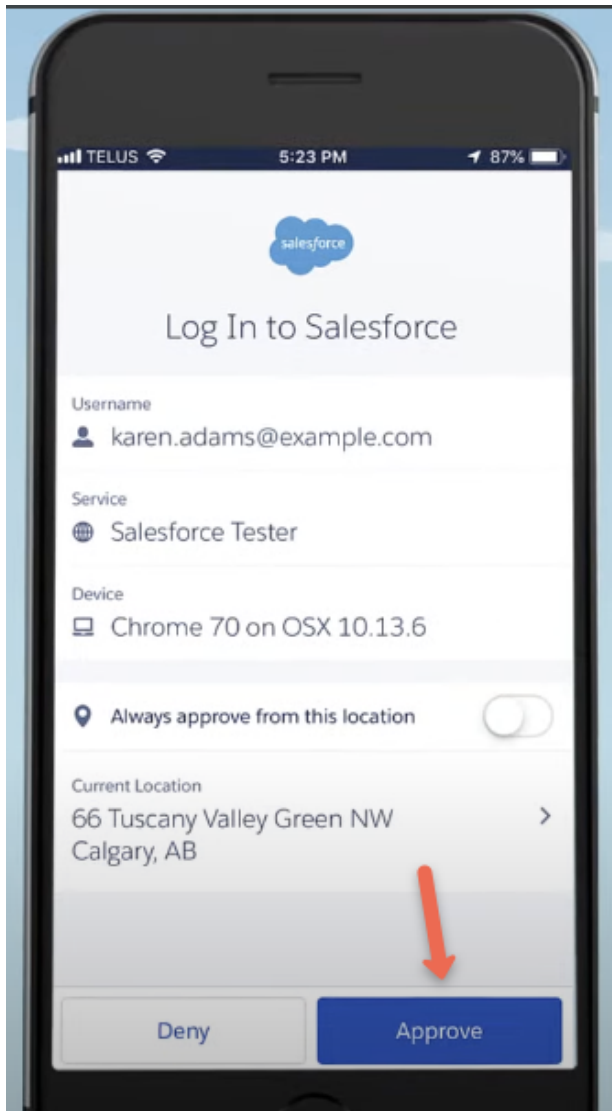 TELUS 5:23 PM 87%
salesforce
Log In to Salesforce
Username
karen.adams@example.com
Service
Salesforce Tester
Device
Chrome 70 on OSX 10.13.6
Always approve from this location
Current Location
66 Tuscany Valley Green NW
Calgary, AB
Deny Approve